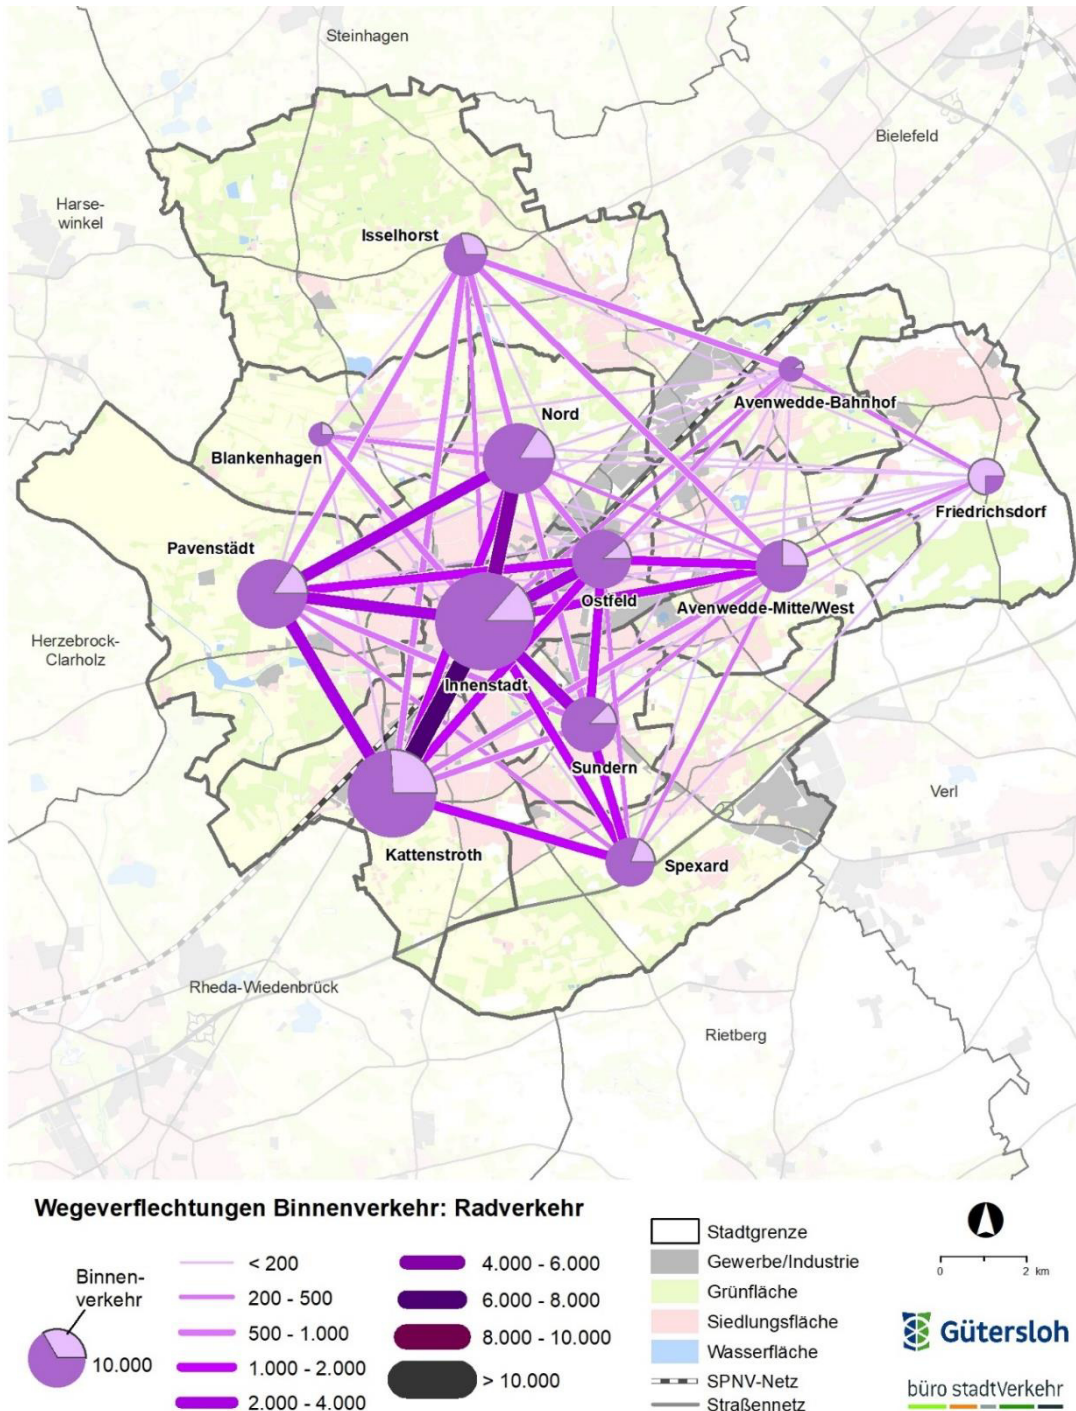 Steinhagen
Bielefeld
Harse-
winkel
Isselhorst
Avenwedde-Bahnhof
Nord
Blankenhagen
Friedrichsdorf
Pavenstädt
Ostfeld
Avenwedde-Mitte/West
Herzebrock-
Clarholz
Innenstadt
Sundern
Verl
Kattenstroth
Spexard
Rheda-Wiedenbrück
Rietberg
Wegeverflechtungen Binnenverkehr: Radverkehr
Binnen-
verkehr
10.000
< 200
200 - 500
500 - 1.000
1.000 - 2.000
2.000 - 4.000
4.000 - 6.000
6.000 - 8.000
8.000 - 10.000
> 10.000
Stadtgrenze
Gewerbe/Industrie
Grünfläche
Siedlungsfläche
Wasserfläche
SPNV-Netz
Straßennetz
0 2 km
Gütersloh
büro stadtVerkehr